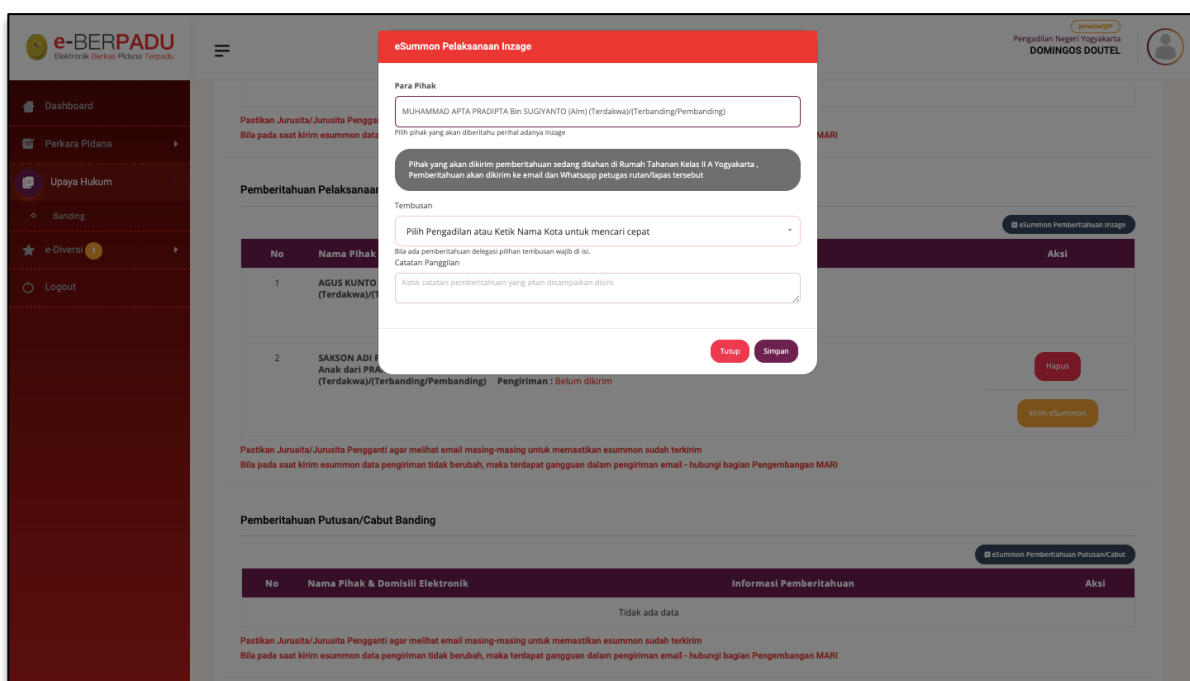 e-BERPADU
Elektronik Berkas Pidana Terpadu
Jurusita/JSP
Pengadilan Negeri Yogyakarta
DOMINGOS DOUTEL
Dashboard
Perkara Pidana
Upaya Hukum
Banding
e-Diversi 1
Logout
eSummon Pelaksanaan Inzage
Para Pihak
MUHAMMAD APTA PRADIPTA Bin SUGIYANTO (Alm) (Terdakwa)/(Terbanding/Pembanding)
Pilih pihak yang akan diberitahu perihal adanya Inzage
Pihak yang akan dikirim pemberitahuan sedang ditahan di Rumah Tahanan Kelas II A Yogyakarta ,
Pemberitahuan akan dikirim ke email dan Whatsapp petugas rutan/lapas tersebut
Tembusan
Pilih Pengadilan atau Ketik Nama Kota untuk mencari cepat
Bila ada pemberitahuan delegasi pilihan tembusan wajib di isi.
Catatan Panggilan
Ketik catatan pemberitahuan yang akan disampaikan disini
Tutup
Simpan
Pastikan Jurusita/Jurusita Pengga
Bila pada saat kirim esummon data
MARI
Pemberitahuan Pelaksanaan
eSummon Pemberitahuan Inzage
No
Nama Pihak
Aksi
1
AGUS KUNTO
(Terdakwa)/(T
2
SAKSON ADI P
Anak dari PRA
(Terdakwa)/(Terbanding/Pembanding) Pengiriman : Belum dikirim
Hapus
kirim eSummon
Pastikan Jurusita/Jurusita Pengganti agar melihat email masing-masing untuk memastikan esummon sudah terkirim
Bila pada saat kirim esummon data pengiriman tidak berubah, maka terdapat gangguan dalam pengiriman email - hubungi bagian Pengembangan MARI
Pemberitahuan Putusan/Cabut Banding
eSummon Pemberitahuan Putusan/Cabut
No Nama Pihak & Domisili Elektronik Informasi Pemberitahuan Aksi
Tidak ada data
Pastikan Jurusita/Jurusita Pengganti agar melihat email masing-masing untuk memastikan esummon sudah terkirim
Bila pada saat kirim esummon data pengiriman tidak berubah, maka terdapat gangguan dalam pengiriman email - hubungi bagian Pengembangan MARI